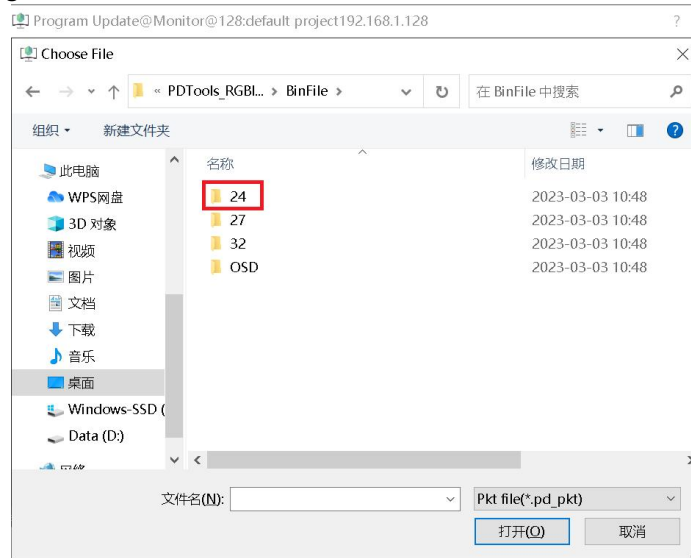 Program Update@Monitor@128:default project192.168.1.128 ?
Choose File
« PDTools_RGBI... › BinFile ›
在 BinFile 中搜索
组织 新建文件夹
名称 修改日期
此电脑
WPS网盘
3D 对象
视频
图片
文档
下载
音乐
桌面
Windows-SSD (
Data (D:)
24 2023-03-03 10:48
27 2023-03-03 10:48
32 2023-03-03 10:48
OSD 2023-03-03 10:48
文件名(N): Pkt file(*.pd_pkt)
打开(O) 取消